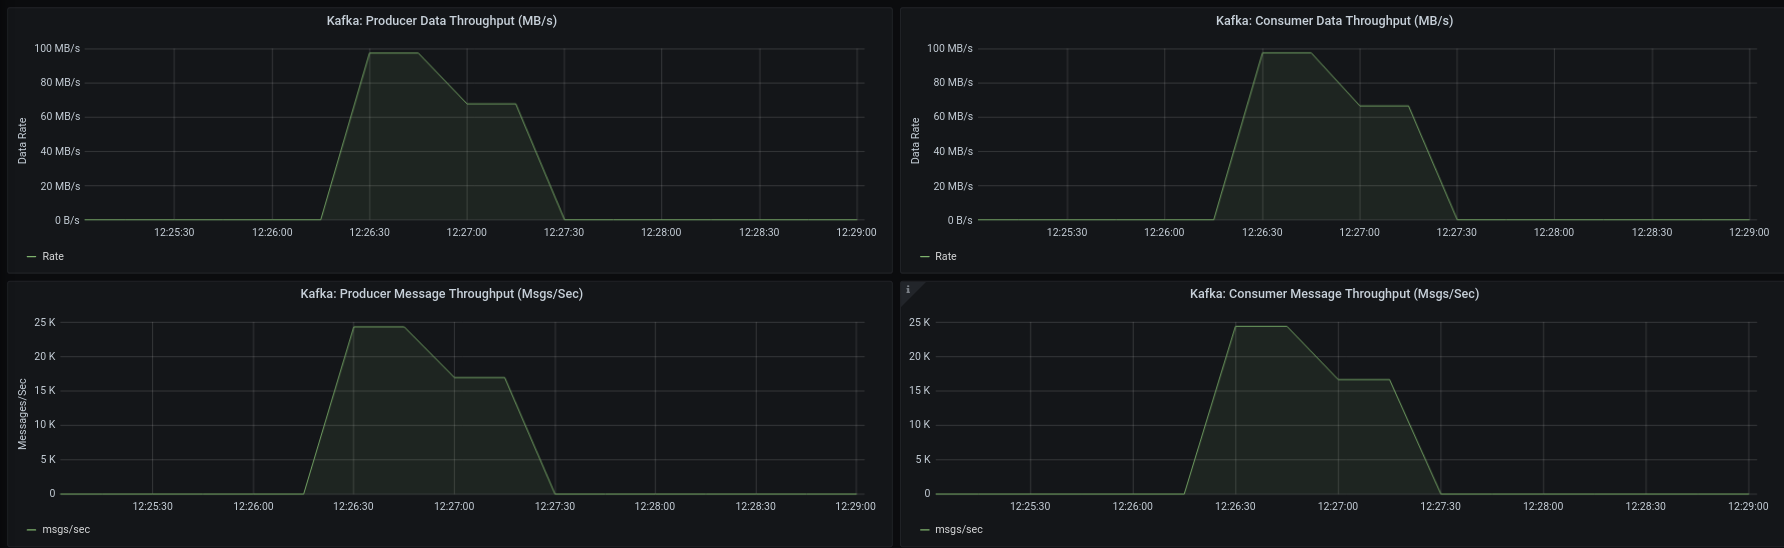 Kafka: Producer Data Throughput (MB/s)
100 MB/s
80 MB/s
60 MB/s
40 MB/s
20 MB/s
0 B/s
Data Rate
12:25:30 12:26:00 12:26:30 12:27:00 12:27:30 12:28:00 12:28:30 12:29:00
Rate
Kafka: Consumer Data Throughput (MB/s)
100 MB/s
80 MB/s
60 MB/s
40 MB/s
20 MB/s
0 B/s
Data Rate
12:25:30 12:26:00 12:26:30 12:27:00 12:27:30 12:28:00 12:28:30 12:29:00
Rate
Kafka: Producer Message Throughput (Msgs/Sec)
25 K
20 K
15 K
10 K
5 K
0
Messages/Sec
12:25:30 12:26:00 12:26:30 12:27:00 12:27:30 12:28:00 12:28:30 12:29:00
msgs/sec
i
Kafka: Consumer Message Throughput (Msgs/Sec)
25 K
20 K
15 K
10 K
5 K
0
12:25:30 12:26:00 12:26:30 12:27:00 12:27:30 12:28:00 12:28:30 12:29:00
msgs/sec